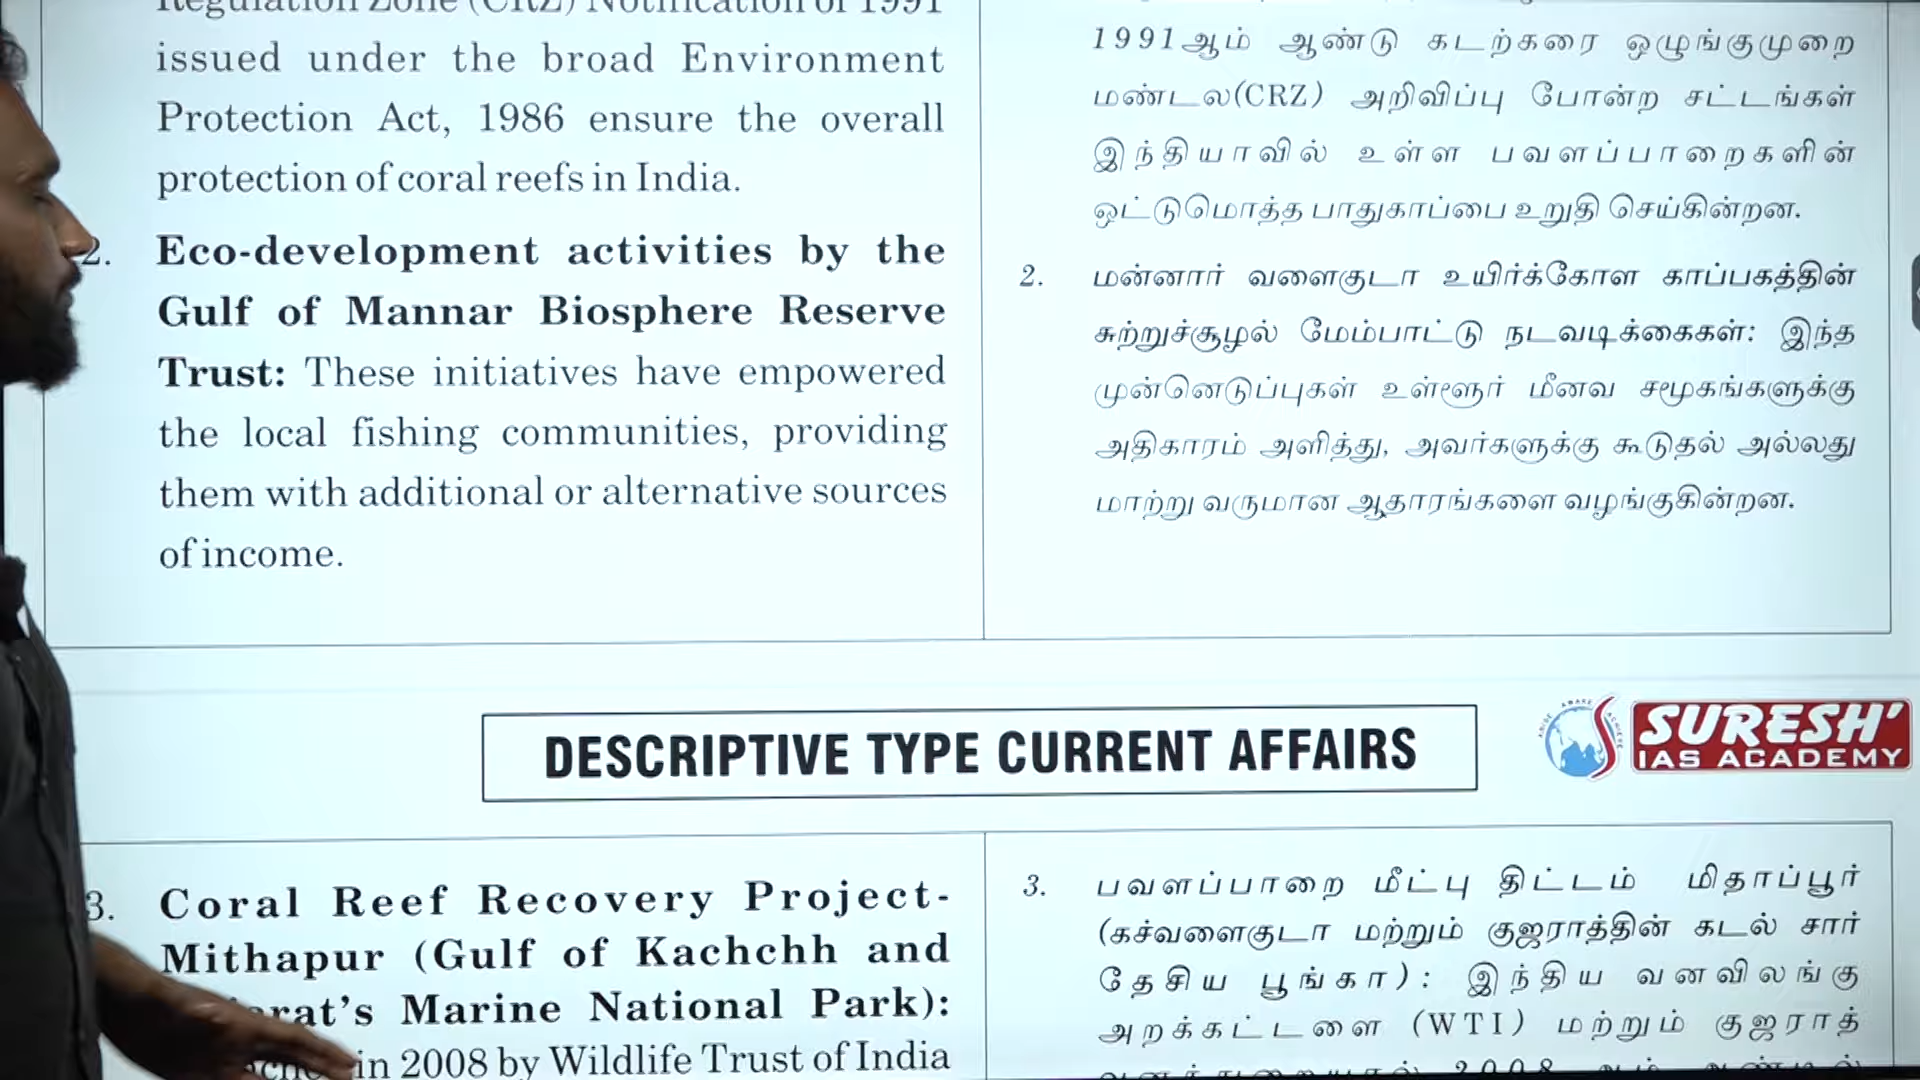 Regulation Zone (CRZ) Notification of 1991
issued under the broad Environment
Protection Act, 1986 ensure the overall
protection of coral reefs in India.
2. Eco-development activities by the
Gulf of Mannar Biosphere Reserve
Trust: These initiatives have empowered
the local fishing communities, providing
them with additional or alternative sources
of income.
1991ஆம் ஆண்டு கடற்கரை ஒழுங்குமுறை
மண்டல(CRZ) அறிவிப்பு போன்ற சட்டங்கள்
இந்தியாவில் உள்ள பவளப்பாறைகளின்
ஒட்டுமொத்த பாதுகாப்பை உறுதி செய்கின்றன.
2. மன்னார் வளைகுடா உயிர்க்கோள காப்பகத்தின்
சுற்றுச்சூழல் மேம்பாட்டு நடவடிக்கைகள்: இந்த
முன்னெடுப்புகள் உள்ளூர் மீனவ சமூகங்களுக்கு
அதிகாரம் அளித்து, அவர்களுக்கு கூடுதல் அல்லது
மாற்று வருமான ஆதாரங்களை வழங்குகின்றன.
DESCRIPTIVE TYPE CURRENT AFFAIRS
SURESH'
IAS ACADEMY
3. Coral Reef Recovery Project-
Mithapur (Gulf of Kachchh and
Marine National Park):
in 2008 by Wildlife Trust of India
3. பவளப்பாறை மீட்பு திட்டம் மிதாப்பூர்
(கச்வளைகுடா மற்றும் குஜராத்தின் கடல் சார்
தேசிய பூங்கா): இந்திய வனவிலங்கு
அறக்கட்டளை (WTI) மற்றும் குஜராத்